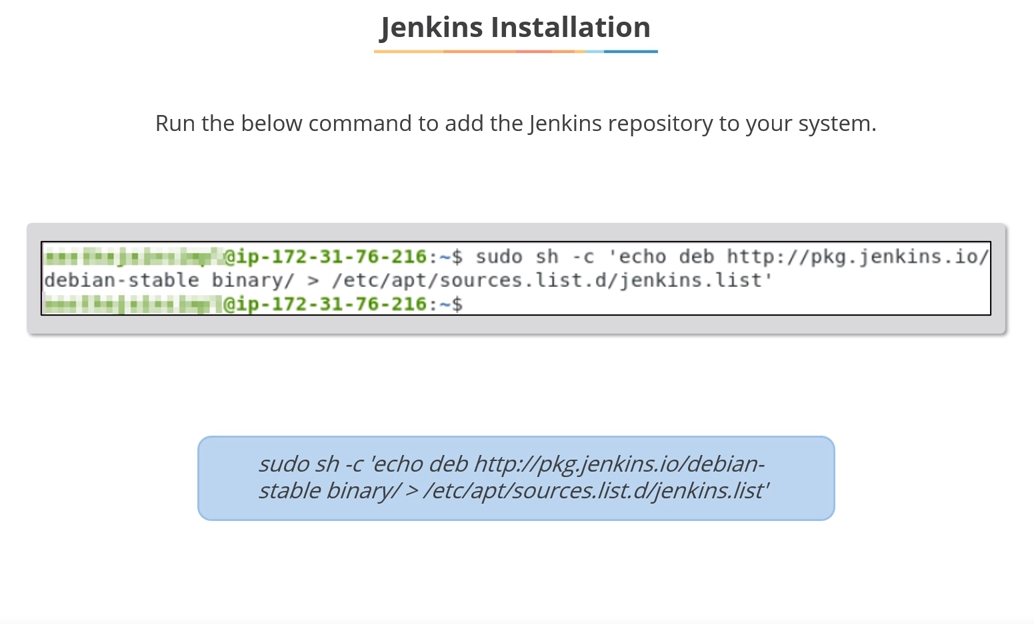 Jenkins Installation
Run the below command to add the Jenkins repository to your system.
@ip-172-31-76-216:~$ sudo sh -c 'echo deb http://pkg.jenkins.io/
debian-stable binary/ > /etc/apt/sources.list.d/jenkins.list'
@ip-172-31-76-216:~$
sudo sh -c 'echo deb http://pkg.jenkins.io/debian-
stable binary/ > /etc/apt/sources.list.d/jenkins.list'